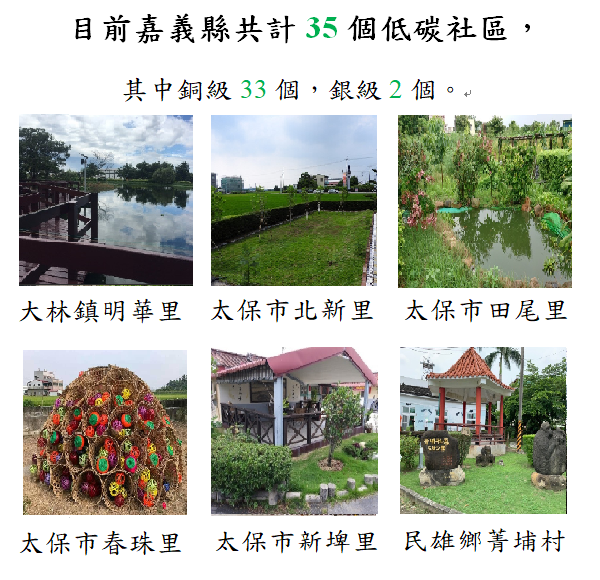 目前嘉義縣共計 35 個低碳社區，
其中銅級 33 個，銀級 2 個。
大林鎮明華里 太保市北新里 太保市田尾里
太保市春珠里 太保市新埤里 民雄鄉菁埔村